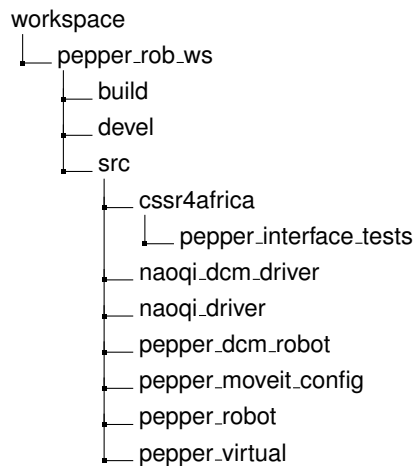 workspace
pepper_rob_ws
build
devel
src
cssr4africa
pepper_interface_tests
naoqi_dcm_driver
naoqi_driver
pepper_dcm_robot
pepper_moveit_config
pepper_robot
pepper_virtual